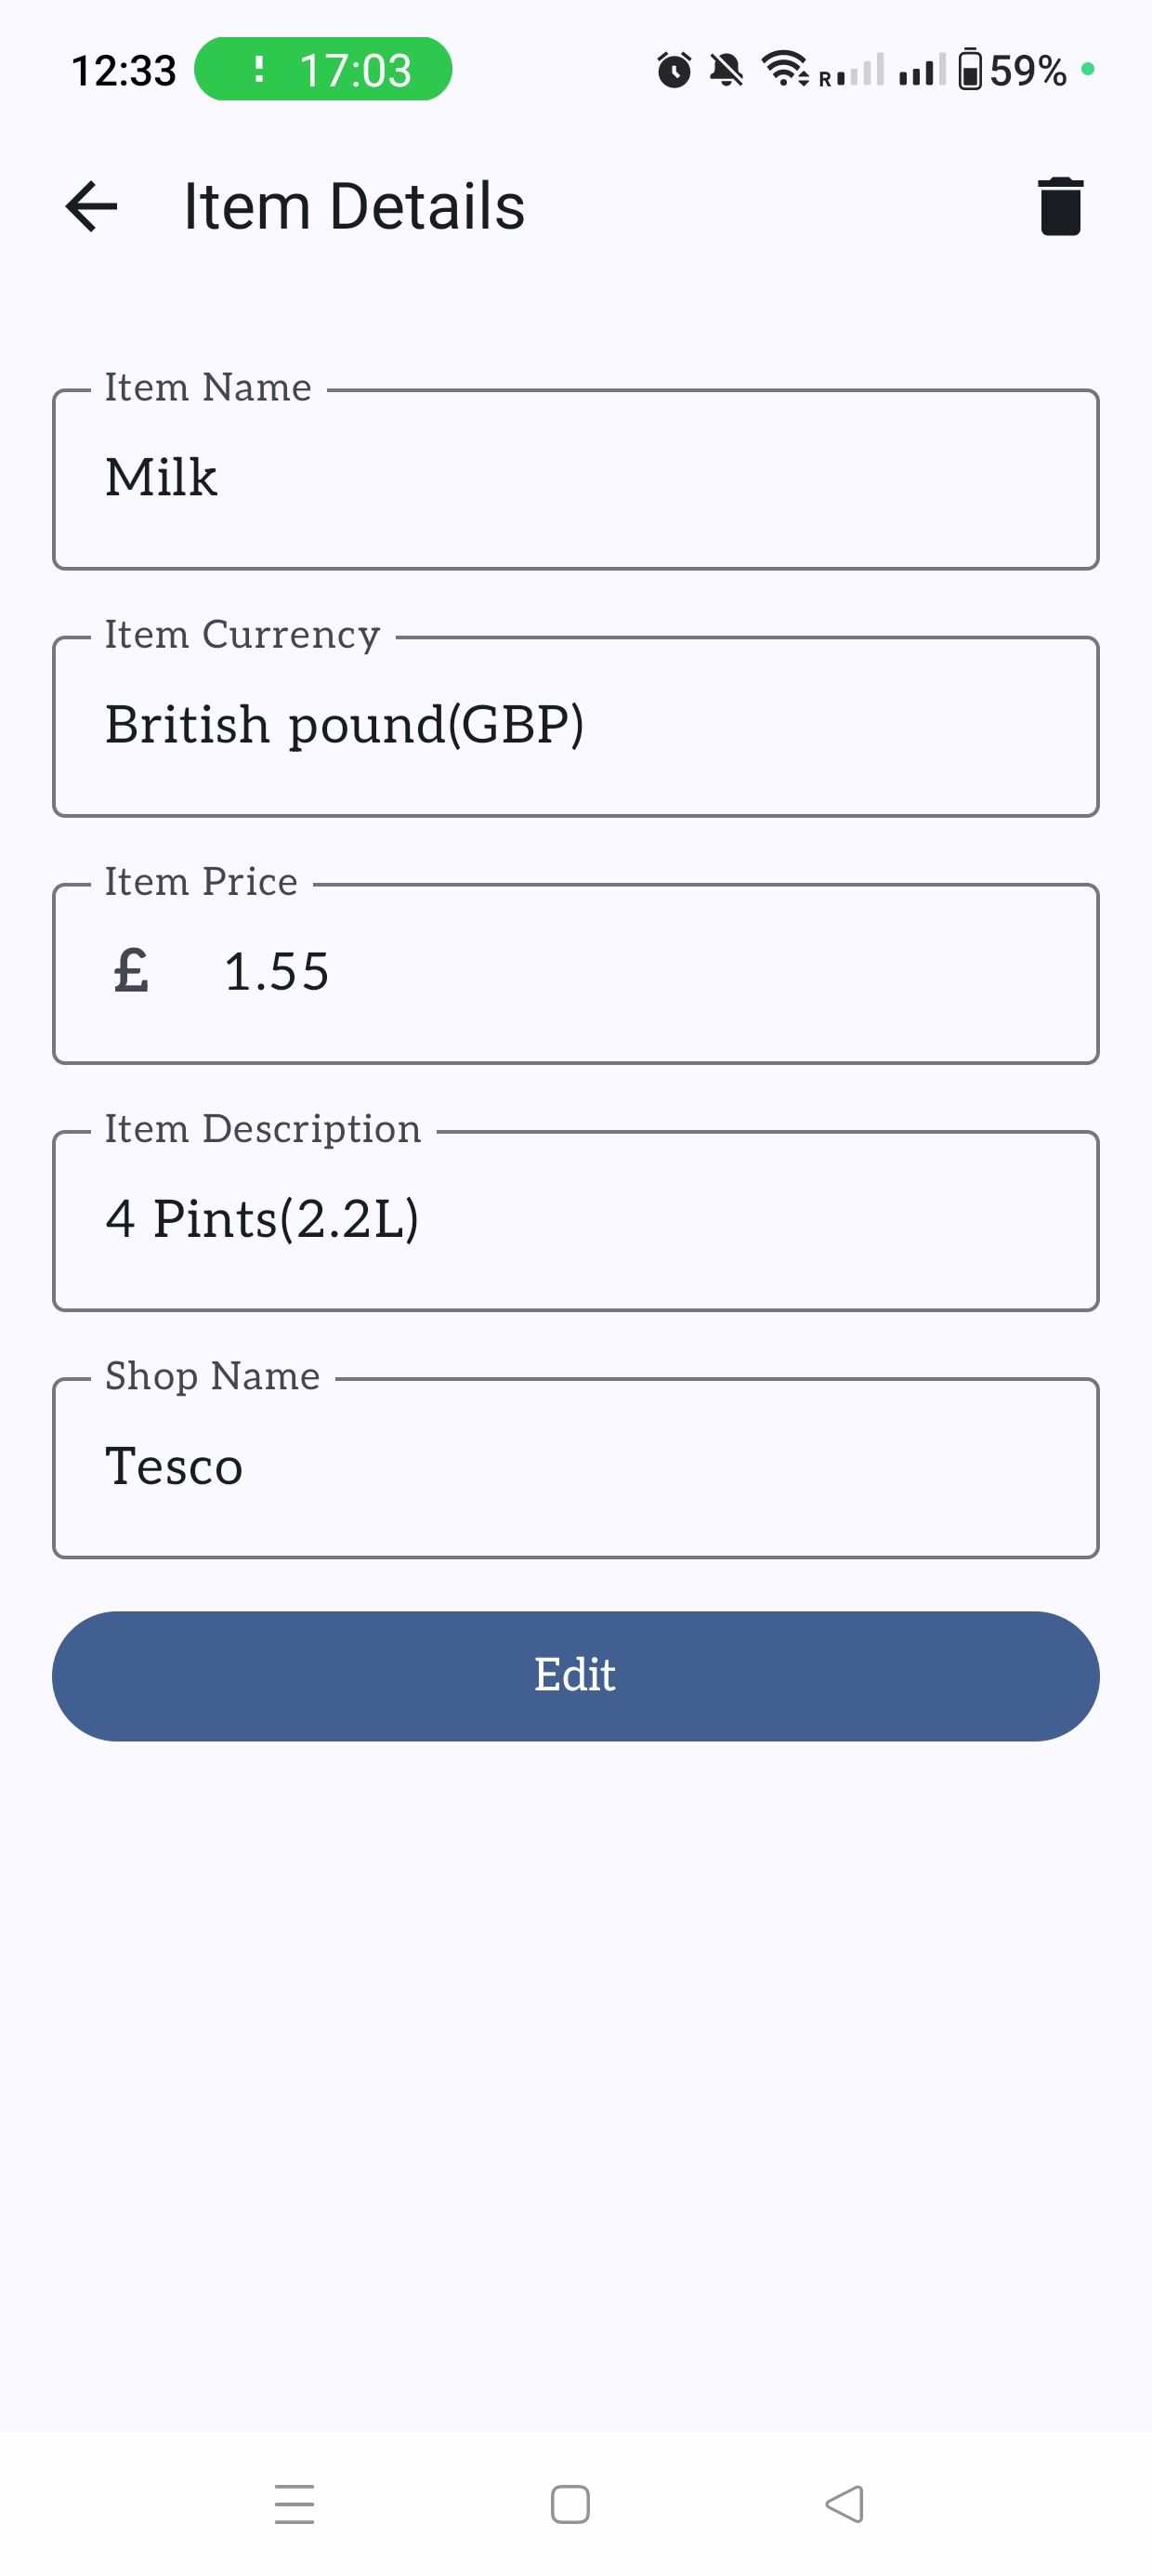 12:33 17:03 R 59%
Item Details
Item Name
Milk
Item Currency
British pound(GBP)
Item Price
£ 1.55
Item Description
4 Pints(2.2L)
Shop Name
Tesco
Edit